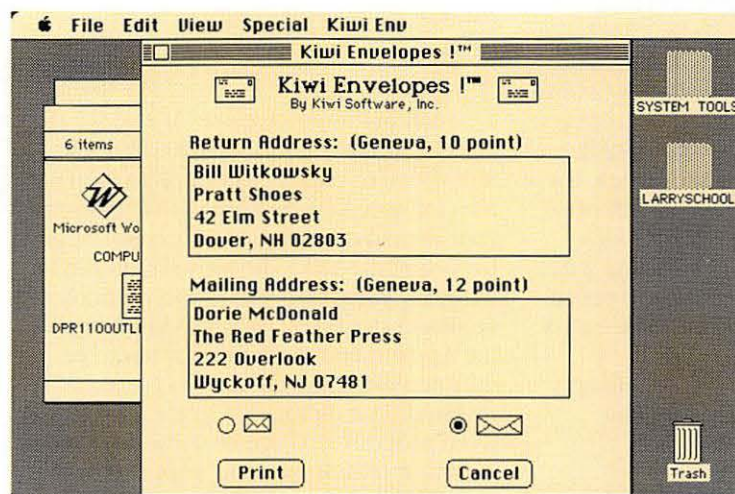 File Edit View Special Kiwi Env
Kiwi Envelopes !™
Kiwi Envelopes !™
By Kiwi Software, Inc.
SYSTEM TOOLS
6 items
Return Address: (Geneva, 10 point)
Bill Witkowsky
Pratt Shoes
42 Elm Street
Dover, NH 02803
LARRYSCHOOL
Microsoft Wo
COMPU
DPR1100UTLI
Mailing Address: (Geneva, 12 point)
Dorie McDonald
The Red Feather Press
222 Overlook
Wyckoff, NJ 07481
Print Cancel
Trash